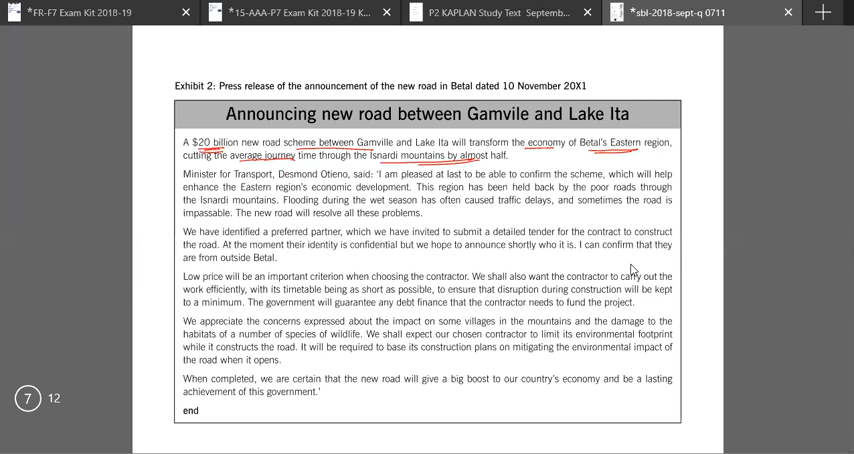 *FR-F7 Exam Kit 2018-19
*15-AAA-P7 Exam Kit 2018-19 K...
P2 KAPLAN Study Text Septemb...
*sbl-2018-sept-q 0711
Exhibit 2: Press release of the announcement of the new road in Betal dated 10 November 20X1
Announcing new road between Gamvile and Lake Ita
A $20 billion new road scheme between Gamville and Lake Ita will transform the economy of Betal's Eastern region,
cutting the average journey time through the Isnardi mountains by almost half.
Minister for Transport, Desmond Otieno, said: 'I am pleased at last to be able to confirm the scheme, which will help
enhance the Eastern region's economic development. This region has been held back by the poor roads through
the Isnardi mountains. Flooding during the wet season has often caused traffic delays, and sometimes the road is
impassable. The new road will resolve all these problems.
We have identified a preferred partner, which we have invited to submit a detailed tender for the contract to construct
the road. At the moment their identity is confidential but we hope to announce shortly who it is. I can confirm that they
are from outside Betal.
Low price will be an important criterion when choosing the contractor. We shall also want the contractor to carry out the
work efficiently, with its timetable being as short as possible, to ensure that disruption during construction will be kept
to a minimum. The government will guarantee any debt finance that the contractor needs to fund the project.
We appreciate the concerns expressed about the impact on some villages in the mountains and the damage to the
habitats of a number of species of wildlife. We shall expect our chosen contractor to limit its environmental footprint
while it constructs the road. It will be required to base its construction plans on mitigating the environmental impact of
the road when it opens.
When completed, we are certain that the new road will give a big boost to our country's economy and be a lasting
achievement of this government.'
end
7 12